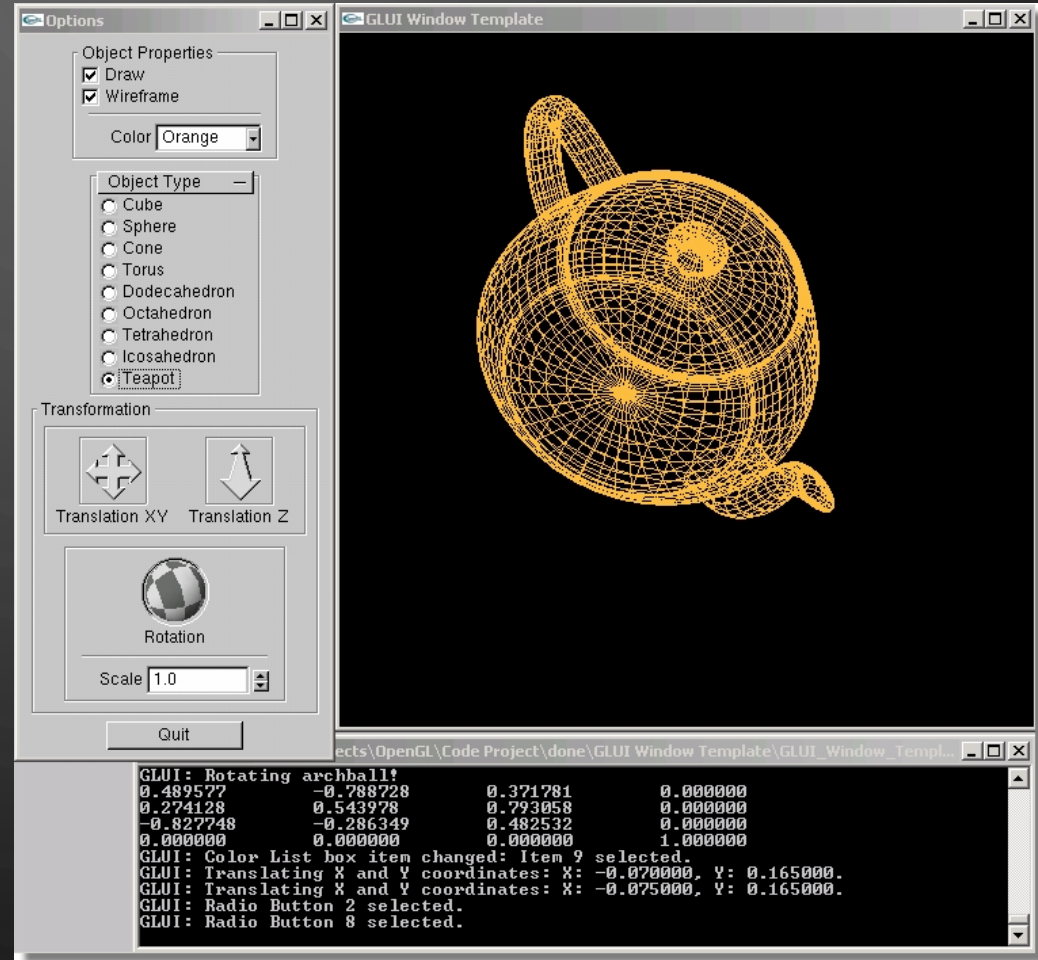 Options
Object Properties
Draw
Wireframe
Color Orange
Object Type
Cube
Sphere
Cone
Torus
Dodecahedron
Octahedron
Tetrahedron
Icosahedron
Teapot
Transformation
Translation XY Translation Z
Rotation
Scale 1.0
Quit
GLUI Window Template
ects\OpenGL\Code Project\done\GLUI Window Template\GLUI_Window_Templ...
GLUI: Rotating archball!
0.489577 -0.788728 0.371781 0.000000
0.274128 0.543978 0.793058 0.000000
-0.827748 -0.286349 0.482532 0.000000
0.000000 0.000000 0.000000 1.000000
GLUI: Color List box item changed: Item 9 selected.
GLUI: Translating X and Y coordinates: X: -0.070000, Y: 0.165000.
GLUI: Translating X and Y coordinates: X: -0.075000, Y: 0.165000.
GLUI: Radio Button 2 selected.
GLUI: Radio Button 8 selected.